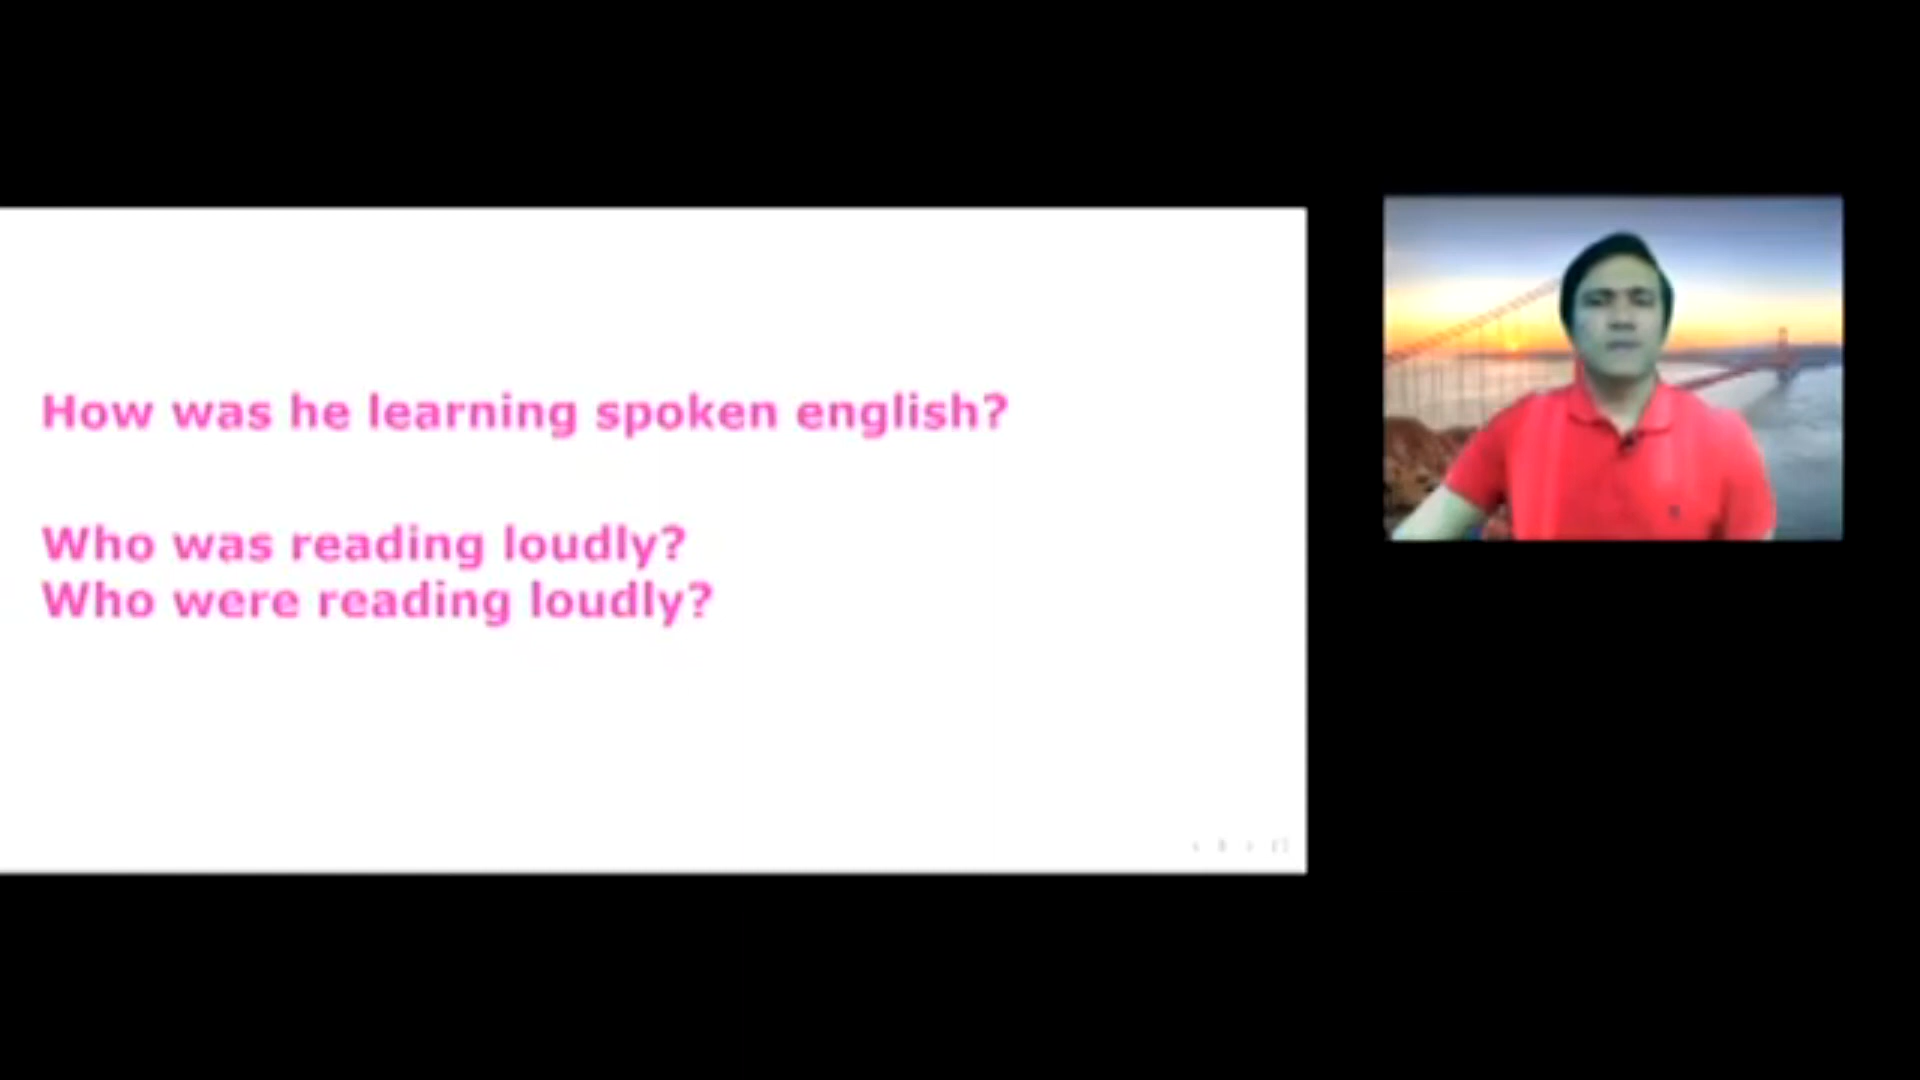 How was he learning spoken english?
Who was reading loudly?
Who were reading loudly?